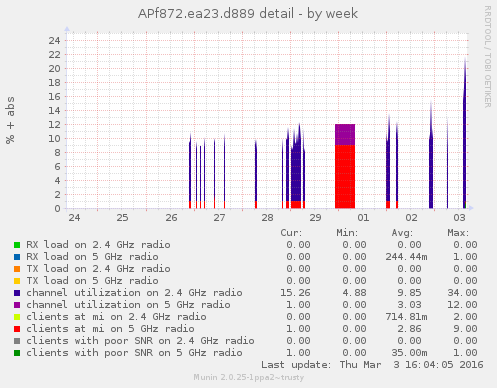 APf872.ea23.d889 detail - by week
RRDTOOL / TOBI OETIKER
% + abs
24
22
20
18
16
14
12
10
8
6
4
2
0
24 25 26 27 28 29 01 02 03
Cur: Min: Avg: Max:
RX load on 2.4 GHz radio 0.00 0.00 0.00 0.00
RX load on 5 GHz radio 0.00 0.00 244.44m 1.00
TX load on 2.4 GHz radio 0.00 0.00 0.00 0.00
TX load on 5 GHz radio 0.00 0.00 0.00 0.00
channel utilization on 2.4 GHz radio 15.26 4.88 9.85 34.00
channel utilization on 5 GHz radio 1.00 0.00 3.03 12.00
clients at mi on 2.4 GHz radio 0.00 0.00 714.81m 2.00
clients at mi on 5 GHz radio 1.00 0.00 2.86 9.00
clients with poor SNR on 2.4 GHz radio 0.00 0.00 0.00 0.00
clients with poor SNR on 5 GHz radio 1.00 0.00 35.00m 1.00
Last update: Thu Mar 3 16:04:05 2016
Munin 2.0.25-1ppa2~trusty